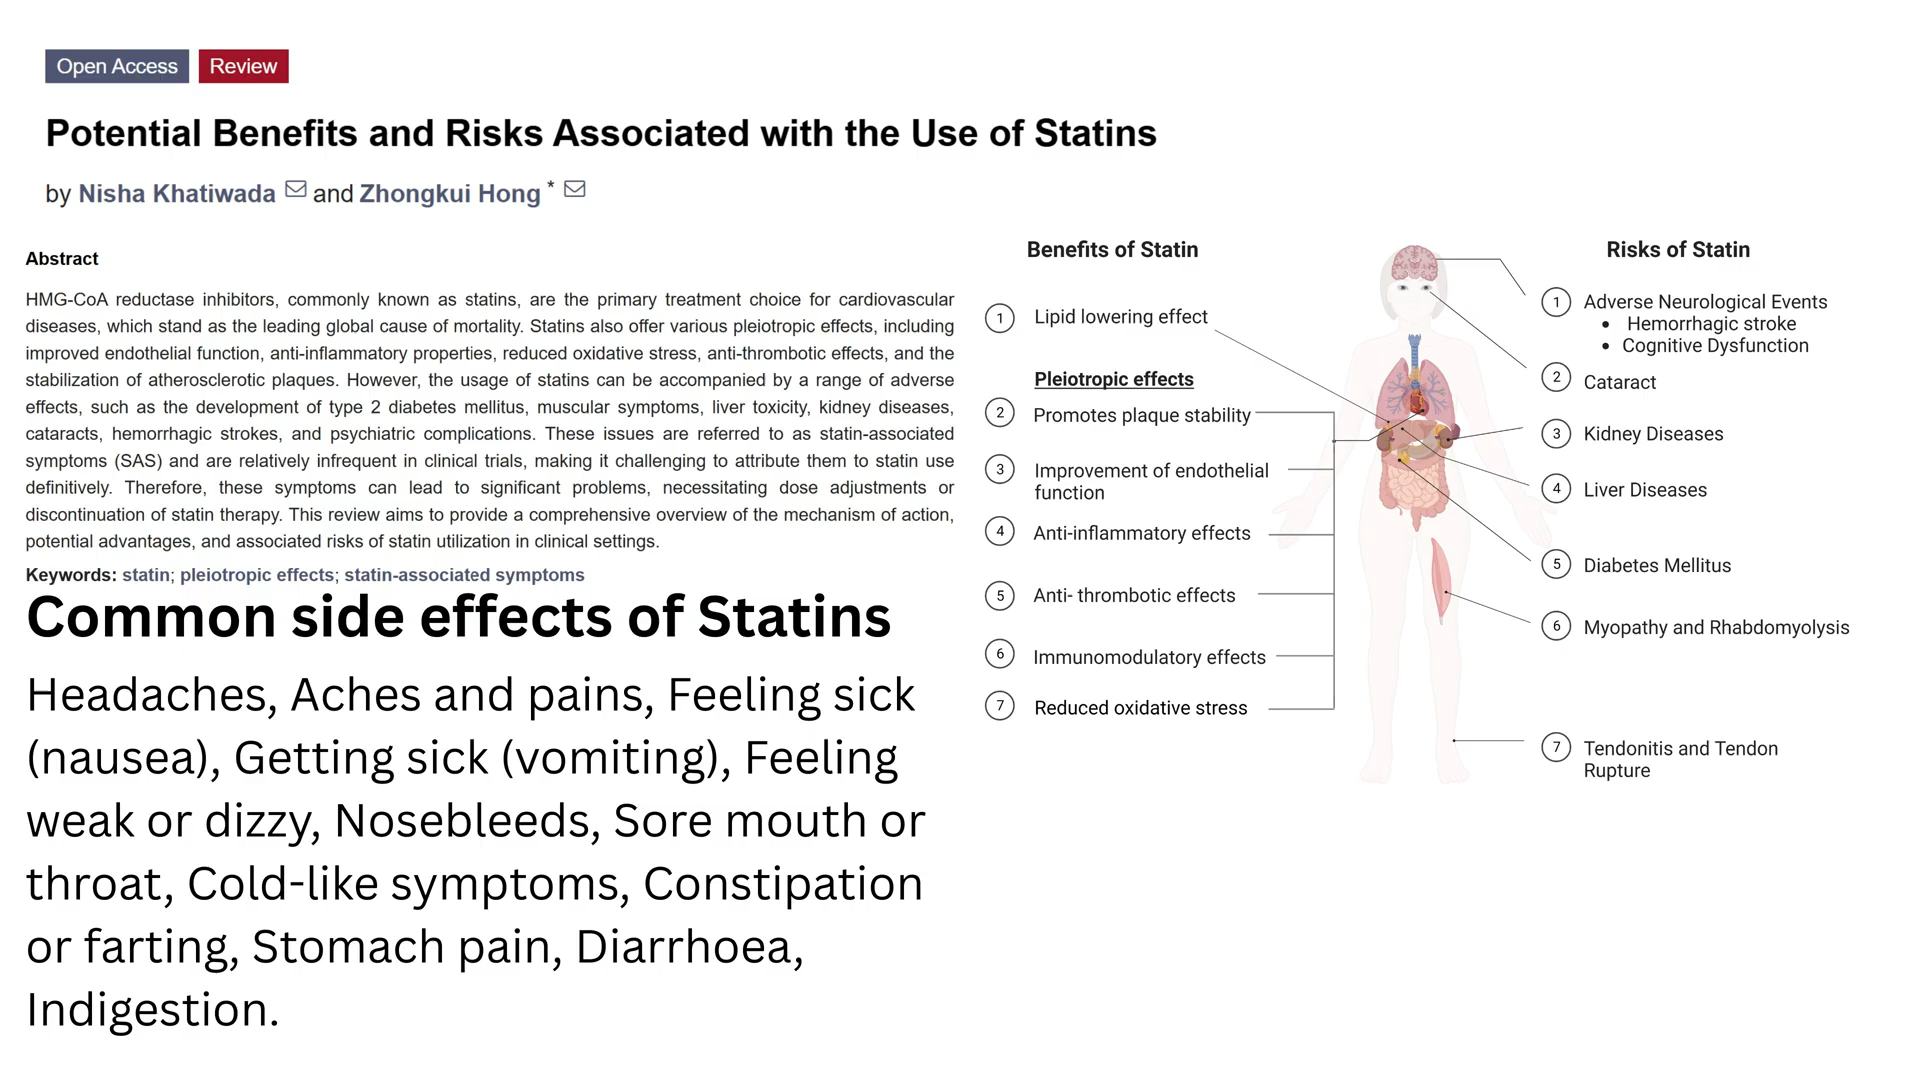 Open Access Review
Potential Benefits and Risks Associated with the Use of Statins
by Nisha Khatiwada and Zhongkui Hong *
Abstract
HMG-CoA reductase inhibitors, commonly known as statins, are the primary treatment choice for cardiovascular
diseases, which stand as the leading global cause of mortality. Statins also offer various pleiotropic effects, including
improved endothelial function, anti-inflammatory properties, reduced oxidative stress, anti-thrombotic effects, and the
stabilization of atherosclerotic plaques. However, the usage of statins can be accompanied by a range of adverse
effects, such as the development of type 2 diabetes mellitus, muscular symptoms, liver toxicity, kidney diseases,
cataracts, hemorrhagic strokes, and psychiatric complications. These issues are referred to as statin-associated
symptoms (SAS) and are relatively infrequent in clinical trials, making it challenging to attribute them to statin use
definitively. Therefore, these symptoms can lead to significant problems, necessitating dose adjustments or
discontinuation of statin therapy. This review aims to provide a comprehensive overview of the mechanism of action,
potential advantages, and associated risks of statin utilization in clinical settings.
Keywords: statin; pleiotropic effects; statin-associated symptoms
Common side effects of Statins
Headaches, Aches and pains, Feeling sick
(nausea), Getting sick (vomiting), Feeling
weak or dizzy, Nosebleeds, Sore mouth or
throat, Cold-like symptoms, Constipation
or farting, Stomach pain, Diarrhoea,
Indigestion.
Benefits of Statin
1 Lipid lowering effect
Pleiotropic effects
2 Promotes plaque stability
3 Improvement of endothelial
function
4 Anti-inflammatory effects
5 Anti- thrombotic effects
6 Immunomodulatory effects
7 Reduced oxidative stress
Risks of Statin
1 Adverse Neurological Events
• Hemorrhagic stroke
• Cognitive Dysfunction
2 Cataract
3 Kidney Diseases
4 Liver Diseases
5 Diabetes Mellitus
6 Myopathy and Rhabdomyolysis
7 Tendonitis and Tendon
Rupture